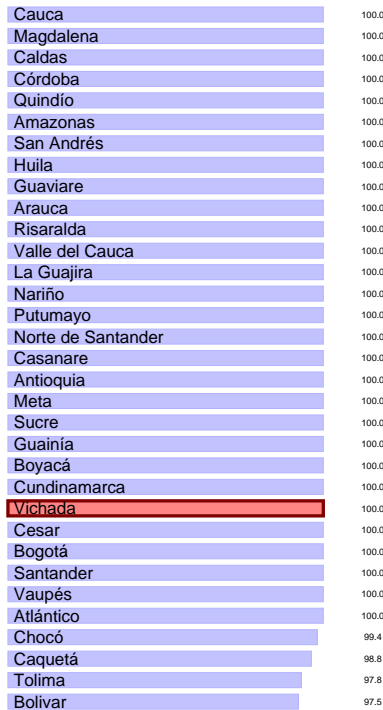 Cauca 100.0
Magdalena 100.0
Caldas 100.0
Córdoba 100.0
Quindío 100.0
Amazonas 100.0
San Andrés 100.0
Huila 100.0
Guaviare 100.0
Arauca 100.0
Risaralda 100.0
Valle del Cauca 100.0
La Guajira 100.0
Nariño 100.0
Putumayo 100.0
Norte de Santander 100.0
Casanare 100.0
Antioquia 100.0
Meta 100.0
Sucre 100.0
Guainía 100.0
Boyacá 100.0
Cundinamarca 100.0
Vichada 100.0
Cesar 100.0
Bogotá 100.0
Santander 100.0
Vaupés 100.0
Atlántico 100.0
Chocó 99.4
Caquetá 98.8
Tolima 97.8
Bolivar 97.5